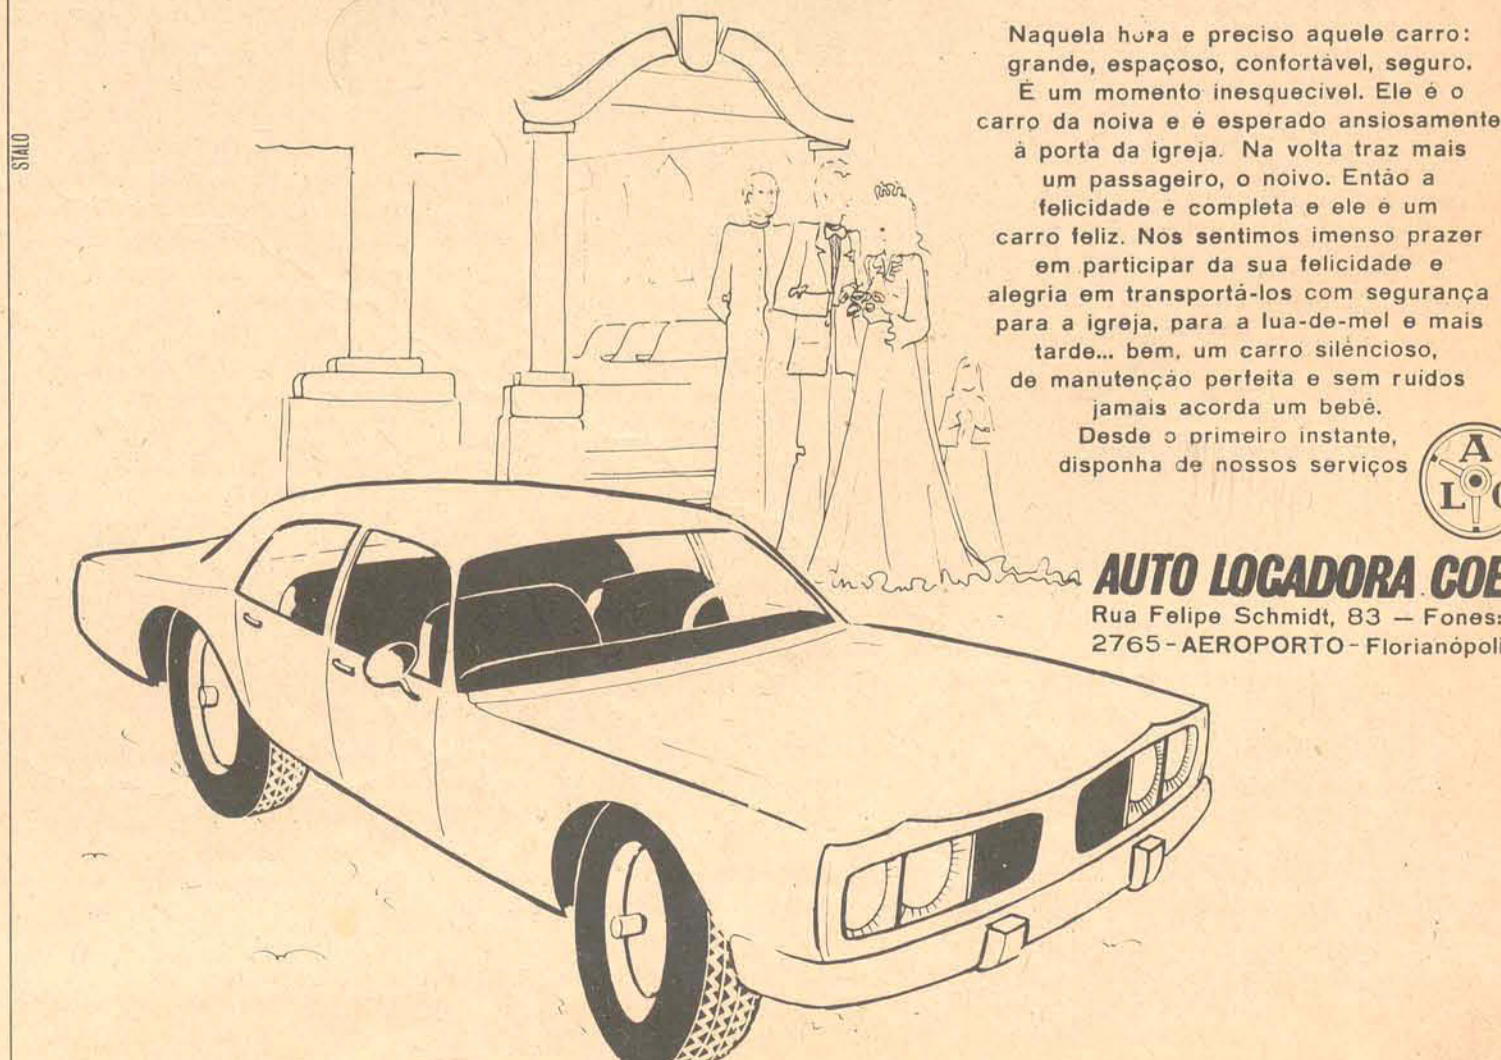 STALO
Naquela hora e preciso aquele carro:
grande, espaçoso, confortável, seguro.
É um momento inesquecível. Ele é o
carro da noiva e é esperado ansiosamente
à porta da igreja. Na volta traz mais
um passageiro, o noivo. Então a
felicidade e completa e ele é um
carro feliz. Nos sentimos imenso prazer
em participar da sua felicidade e
alegria em transportá-los com segurança
para a igreja, para a lua-de-mel e mais
tarde... bem, um carro silêncioso,
de manutenção perfeita e sem ruídos
jamais acorda um bebê.
Desde o primeiro instante,
disponha de nossos serviços
A
L
AUTO LOCADORA
Rua Felipe Schmidt, 83 — Fones:
2765 - AEROPORTO -